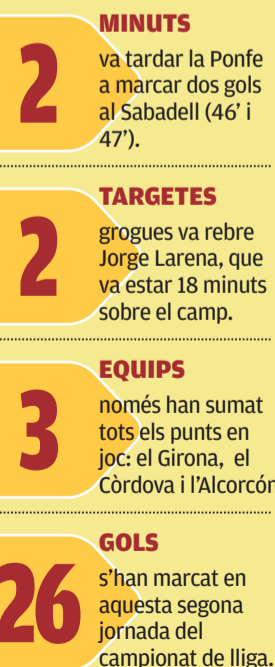 2
MINUTS
va tardar la Ponfe
a marcar dos gols
al Sabadell (46’ i
47’).
2
TARGETES
grogues va rebre
Jorge Larena, que
va estar 18 minuts
sobre el camp.
3
EQUIPS
només han sumat
tots els punts en
joc: el Girona, el
Còrdova i l’Alcorcón
26
GOLS
s’han marcat en
aquesta segona
jornada del
campionat de lliga.